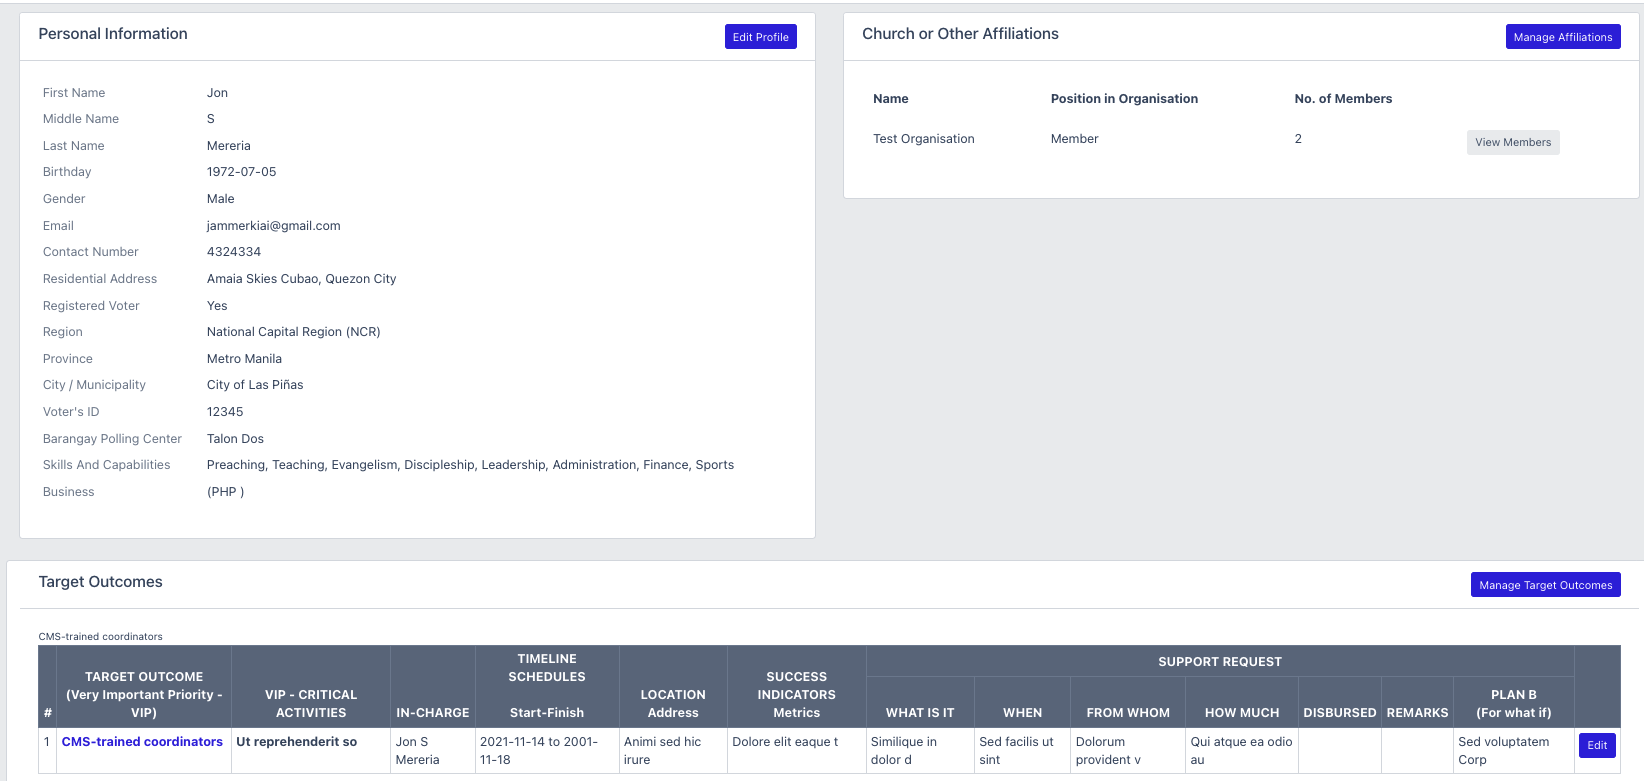 Personal Information
Edit Profile
First Name Jon
Middle Name S
Last Name Mereria
Birthday 1972-07-05
Gender Male
Email jammerkiai@gmail.com
Contact Number 4324334
Residential Address Amaia Skies Cubao, Quezon City
Registered Voter Yes
Region National Capital Region (NCR)
Province Metro Manila
City / Municipality City of Las Piñas
Voter's ID 12345
Barangay Polling Center Talon Dos
Skills And Capabilities Preaching, Teaching, Evangelism, Discipleship, Leadership, Administration, Finance, Sports
Business (PHP )
Church or Other Affiliations
Manage Affiliations
Name Position in Organisation No. of Members
Test Organisation Member 2 View Members
Target Outcomes
Manage Target Outcomes
CMS-trained coordinators
#
TARGET OUTCOME
(Very Important Priority -
VIP)
VIP - CRITICAL
ACTIVITIES
IN-CHARGE
TIMELINE
SCHEDULES
Start-Finish
LOCATION
Address
SUCCESS
INDICATORS
Metrics
SUPPORT REQUEST
WHAT IS IT
WHEN
FROM WHOM
HOW MUCH
DISBURSED
REMARKS
PLAN B
(For what if)
1
CMS-trained coordinators
Ut reprehenderit so
Jon S
Mereria
2021-11-14 to 2001-
11-18
Animi sed hic
irure
Dolore elit eaque t
Similique in
dolor d
Sed facilis ut
sint
Dolorum
provident v
Qui atque ea odio
au
Sed voluptatem
Corp
Edit